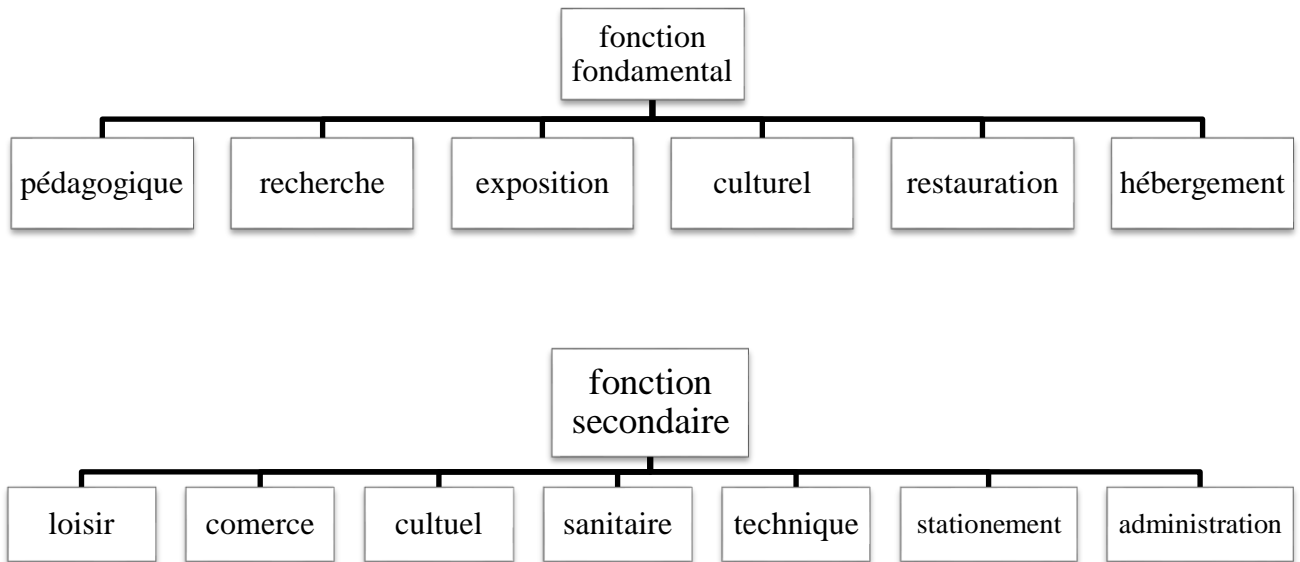 fonction
fondamental
pédagogique
recherche
exposition
culturel
restauration
hébergement
fonction
secondaire
loisir
comerce
cultuel
sanitaire
technique
stationement
administration